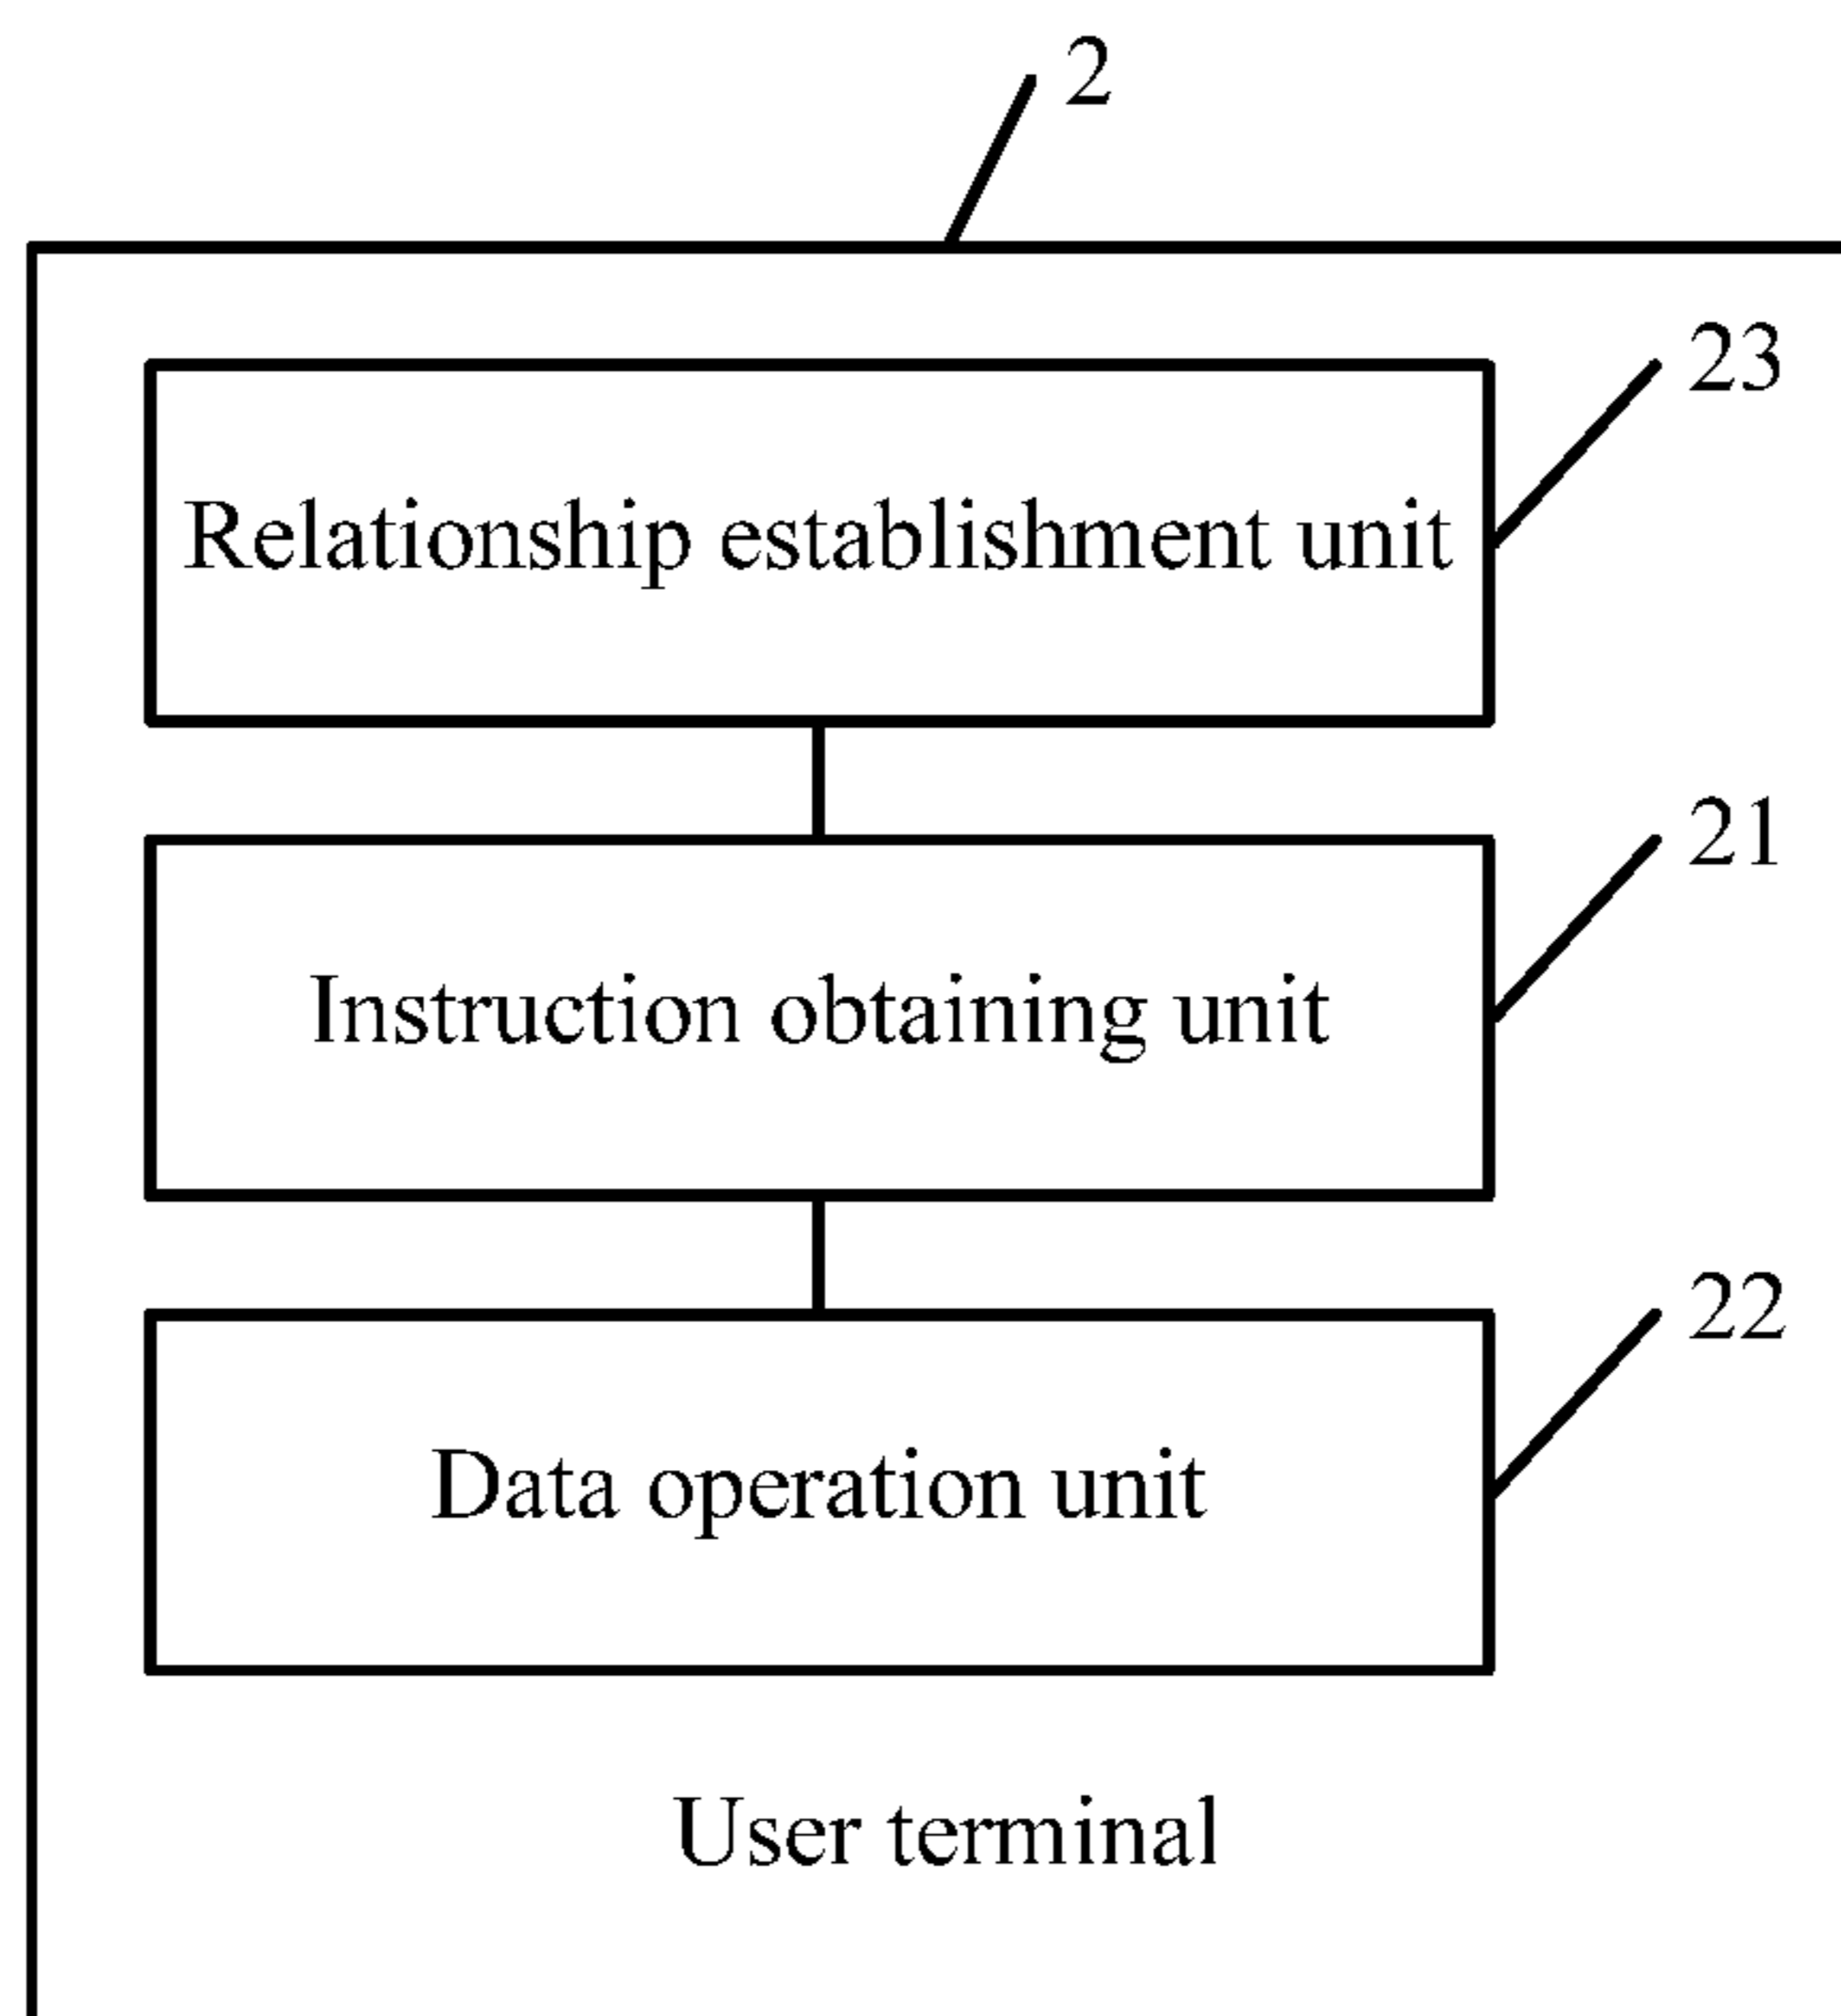 2
23
Relationship establishment unit
21
Instruction obtaining unit
22
Data operation unit
User terminal